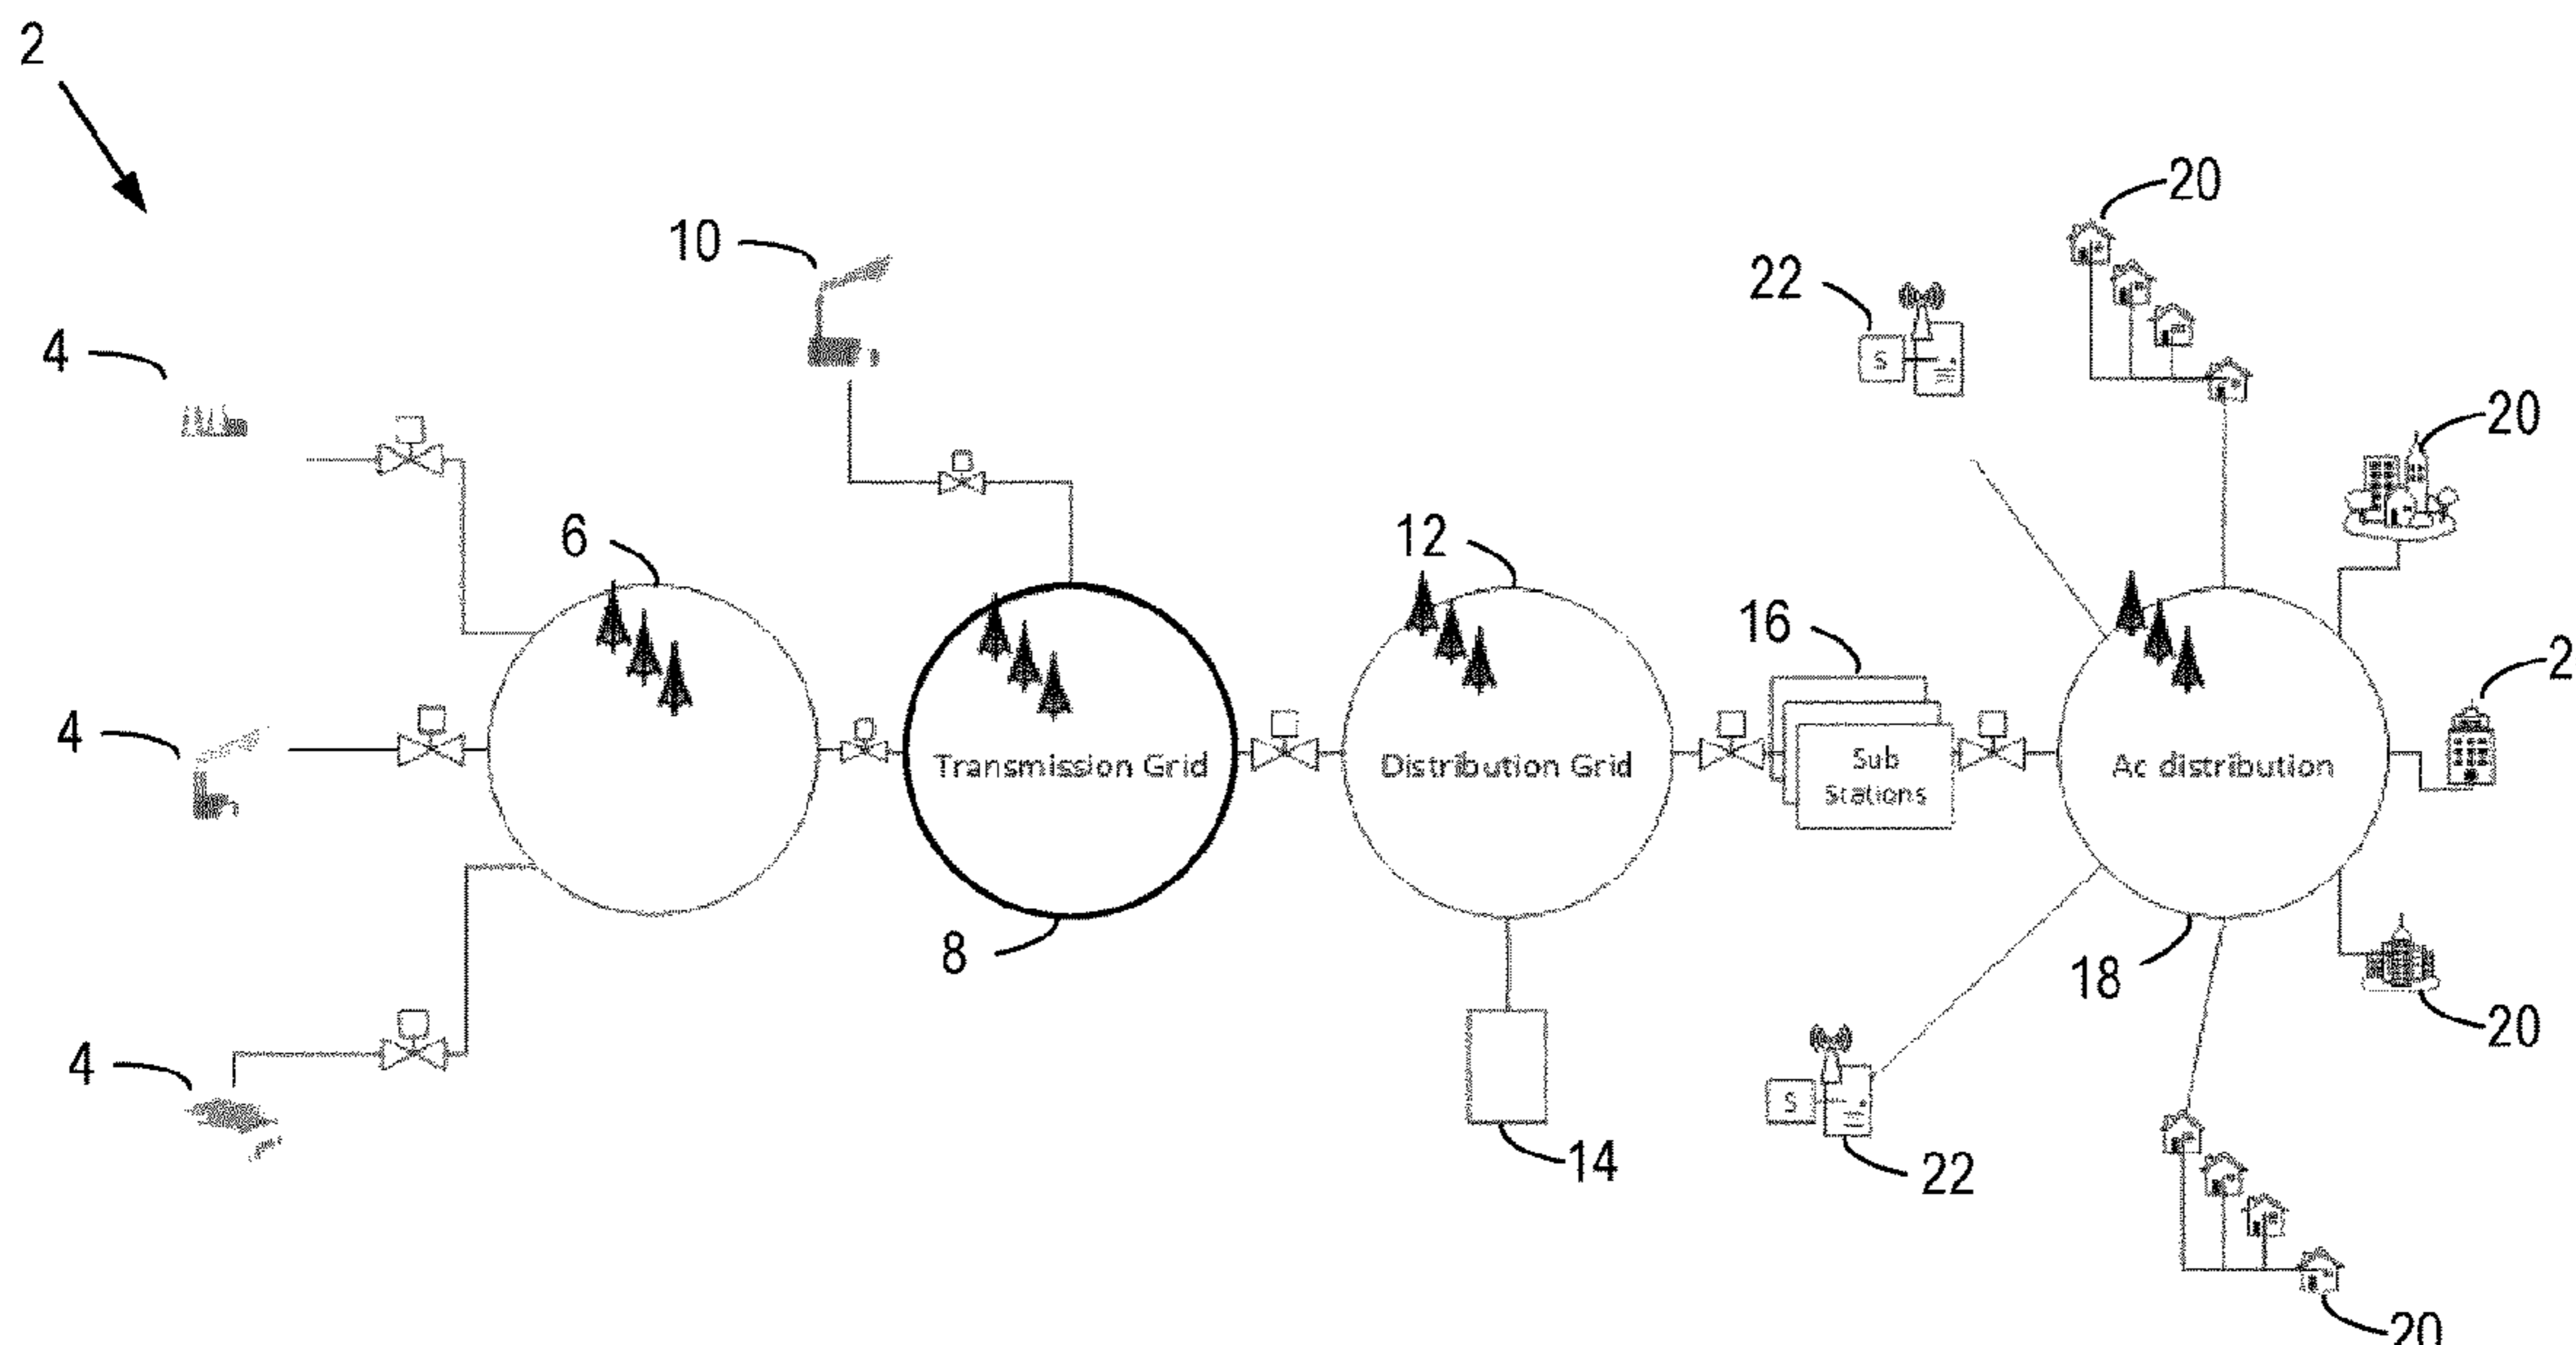 2
20
10
22
4
S
20
6
12
16
2
4
Transmission Grid
Distribution Grid
Sub
Stations
Ac distribution
8
18
20
4
S
14
22
20